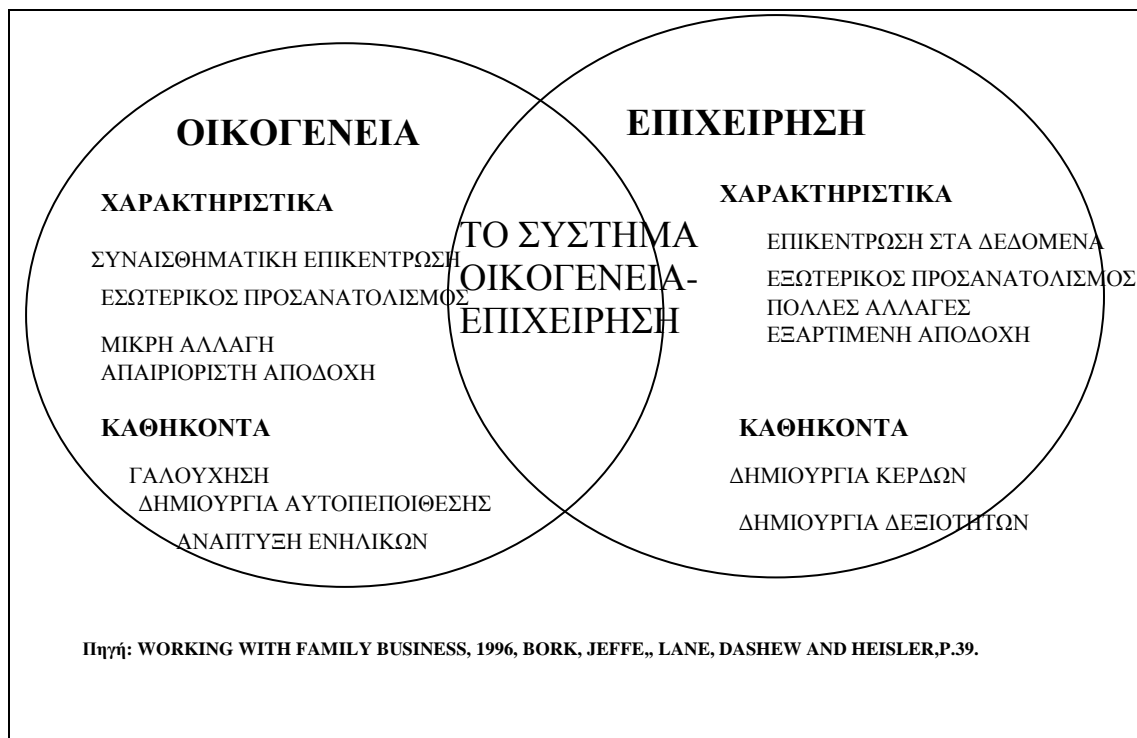 ΟΙΚΟΓΕΝΕΙΑ
ΧΑΡΑΚΤΗΡΙΣΤΙΚΑ
ΣΥΝΑΙΣΘΗΜΑΤΙΚΗ ΕΠΙΚΕΝΤΡΩΣΗ
ΕΣΩΤΕΡΙΚΟΣ ΠΡΟΣΑΝΑΤΟΛΙΣΜΟΣ
ΜΙΚΡΗ ΑΛΛΑΓΗ
ΑΠΑΙΡΙΟΡΙΣΤΗ ΑΠΟΔΟΧΗ
ΚΑΘΗΚΟΝΤΑ
ΓΑΛΟΥΧΗΣΗ
ΔΗΜΙΟΥΡΓΙΑ ΑΥΤΟΠΕΠΟΙΘΕΣΗΣ
ΑΝΑΠΤΥΞΗ ΕΝΗΛΙΚΩΝ
ΤΟ ΣΥΣΤΗΜΑ
ΟΙΚΟΓΕΝΕΙΑ-
ΕΠΙΧΕΙΡΗΣΗ
ΕΠΙΧΕΙΡΗΣΗ
ΧΑΡΑΚΤΗΡΙΣΤΙΚΑ
ΕΠΙΚΕΝΤΡΩΣΗ ΣΤΑ ΔΕΔΟΜΕΝΑ
ΕΞΩΤΕΡΙΚΟΣ ΠΡΟΣΑΝΑΤΟΛΙΣΜΟΣ
ΠΟΛΛΕΣ ΑΛΛΑΓΕΣ
ΕΞΑΡΤΙΜΕΝΗ ΑΠΟΔΟΧΗ
ΚΑΘΗΚΟΝΤΑ
ΔΗΜΙΟΥΡΓΙΑ ΚΕΡΔΩΝ
ΔΗΜΙΟΥΡΓΙΑ ΔΕΞΙΟΤΗΤΩΝ
Πηγή: WORKING WITH FAMILY BUSINESS, 1996, BORK, JEFFE,, LANE, DASHEW AND HEISLER,P.39.